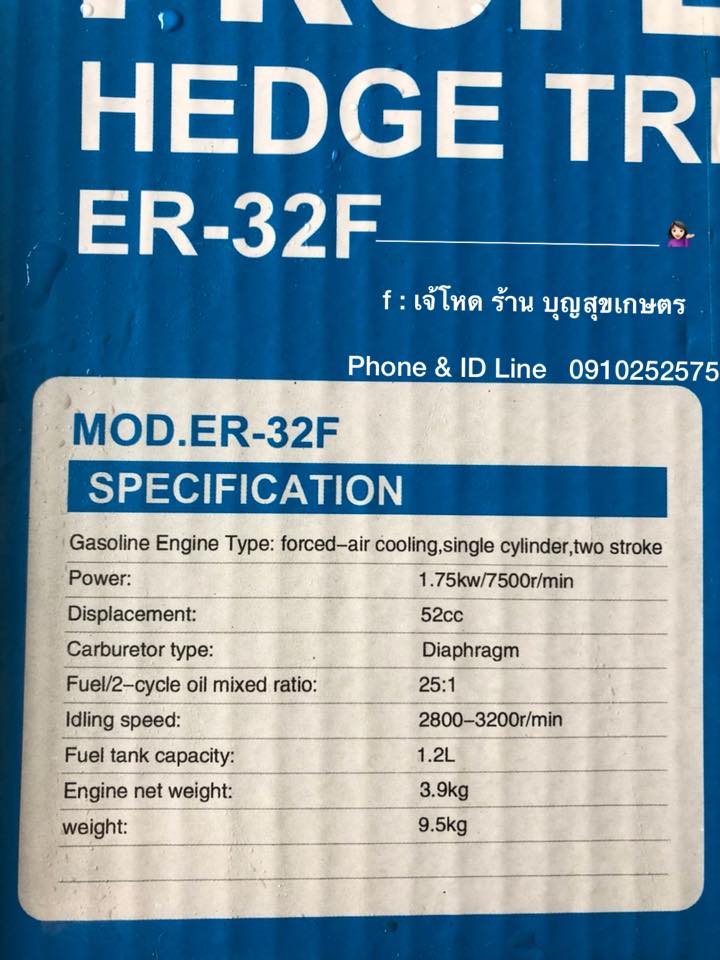 HEDGE
ER-32F
f : เจ้โหด ร้าน บุญสุขเกษตร
Phone & ID Line 0910252575
MOD.ER-32F
SPECIFICATION
Gasoline Engine Type: forced-air cooling,single cylinder,two stroke
Power: 1.75kw/7500r/min
Displacement: 52cc
Carburetor type: Diaphragm
Fuel/2-cycle oil mixed ratio: 25:1
Idling speed: 2800-3200r/min
Fuel tank capacity: 1.2L
Engine net weight: 3.9kg
weight: 9.5kg